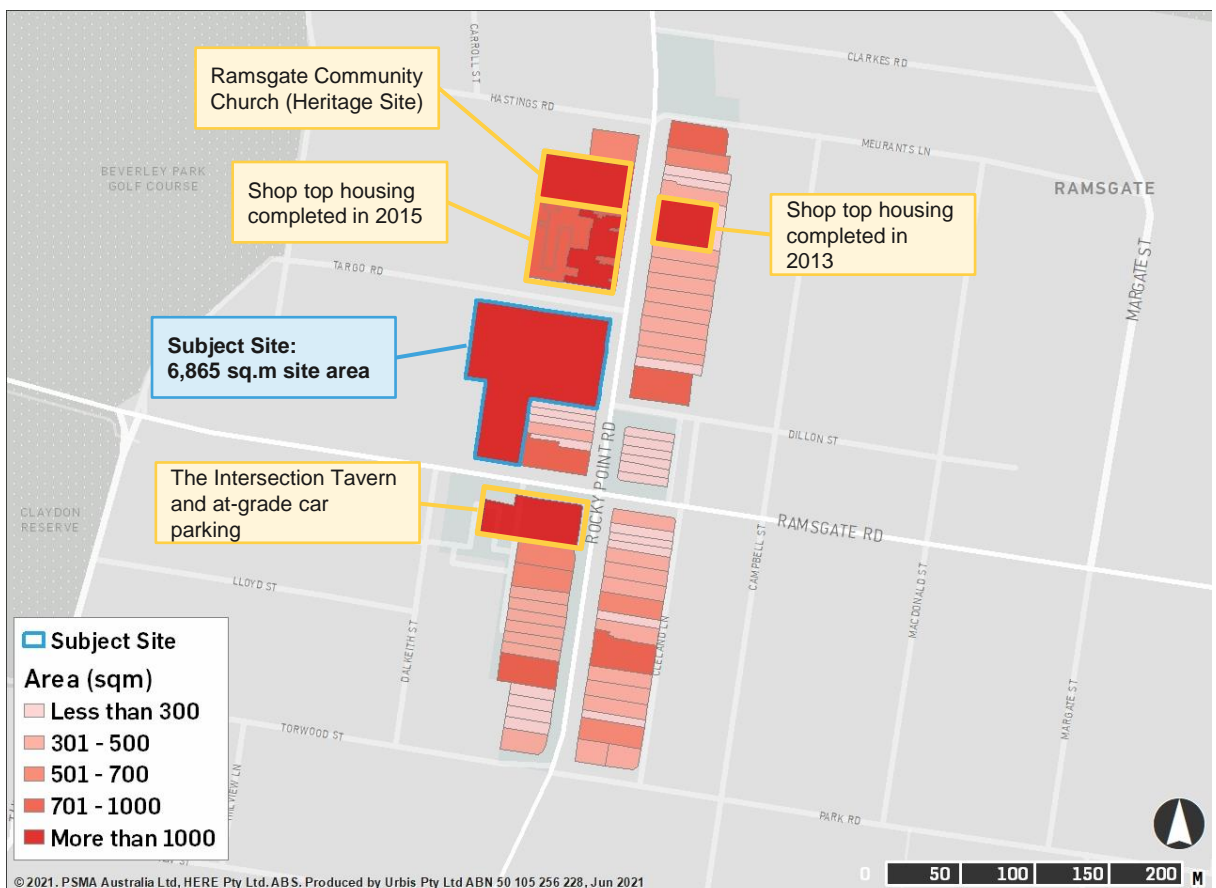 CARROLL ST
CLARKES RD
Ramsgate Community
Church (Heritage Site)
HASTINGS RD
MEURANTS LN
BEVERLEY PARK
GOLF COURSE
RAMSGATE
Shop top housing
completed in 2015
Shop top housing
completed in
2013
TARGO RD
MARGATE ST
Subject Site:
6,865 sq.m site area
DILLON ST
ROCKY POINT RD
The Intersection Tavern
and at-grade car
parking
CLAYDON
RESERVE
RAMSGATE RD
LLOYD ST
CAMPBELL ST
MACDONALD ST
DALKEITH ST
CLELAND LN
MARGATE ST
Subject Site
Area (sqm)
Less than 300
301 - 500
501 - 700
701 - 1000
More than 1000
TORWOOD ST
PARK RD
0 50 100 150 200 M
© 2021. PSMA Australia Ltd, HERE Pty Ltd. ABS. Produced by Urbis Pty Ltd ABN 50 105 256 228, Jun 2021